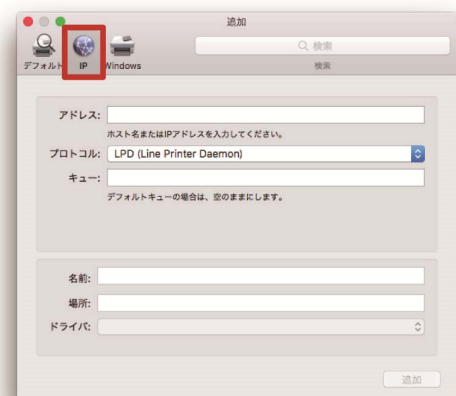 追加
検索
デフォルト IP Windows 検索
アドレス:
ホスト名またはIPアドレスを入力してください。
プロトコル: LPD (Line Printer Daemon)
キュー:
デフォルトキューの場合は、空のままにします。
名前:
場所:
ドライバ:
追加